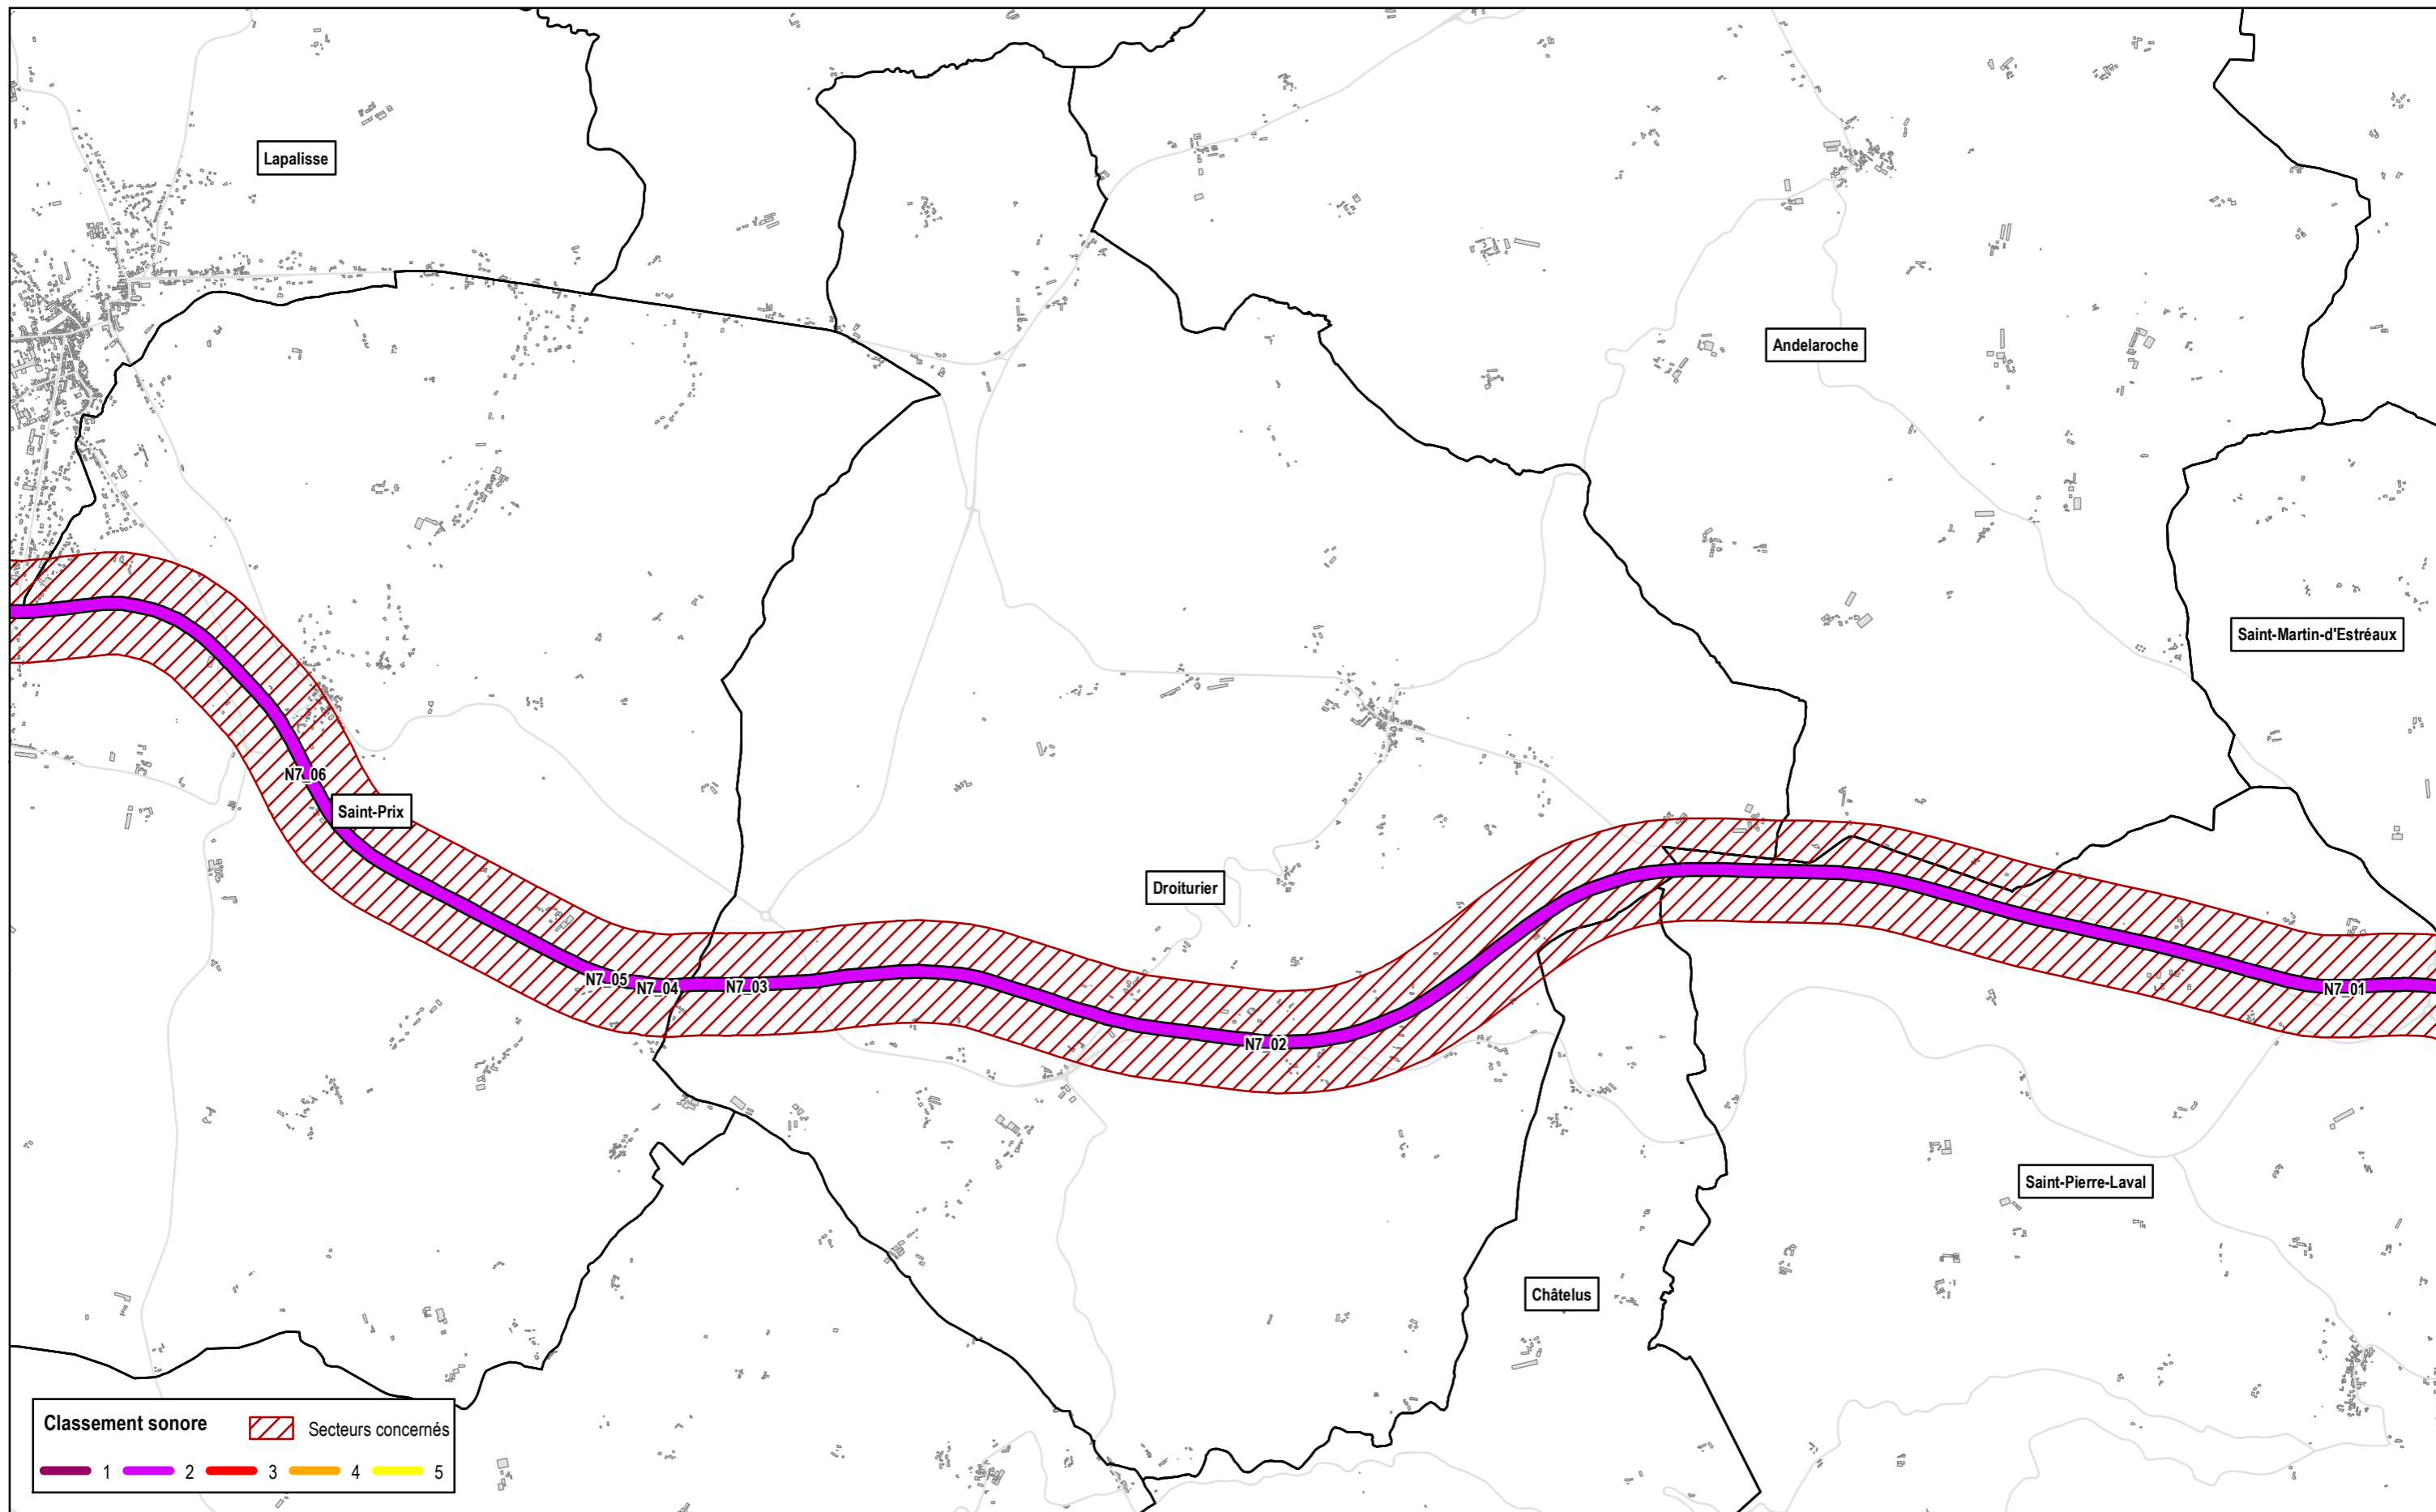 Lapalisse
Andelaroche
Saint-Martin-d'Estréaux
N7_06
Saint-Prix
Droiturier
N7_05
N7_04
N7_03
N7_01
N7_02
Saint-Pierre-Laval
Châtelus
Classement sonore
Secteurs concernés
1 2 3 4 5